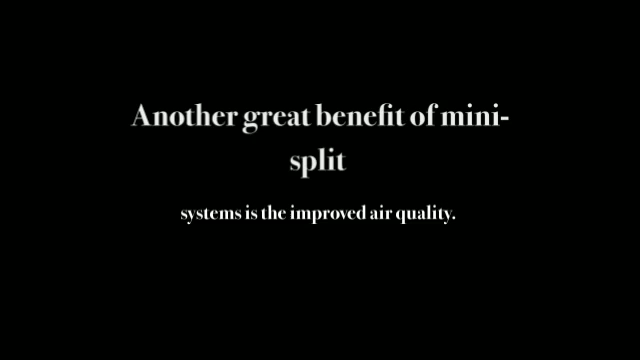 Another great benefit of mini-
split
systems is the improved air quality.